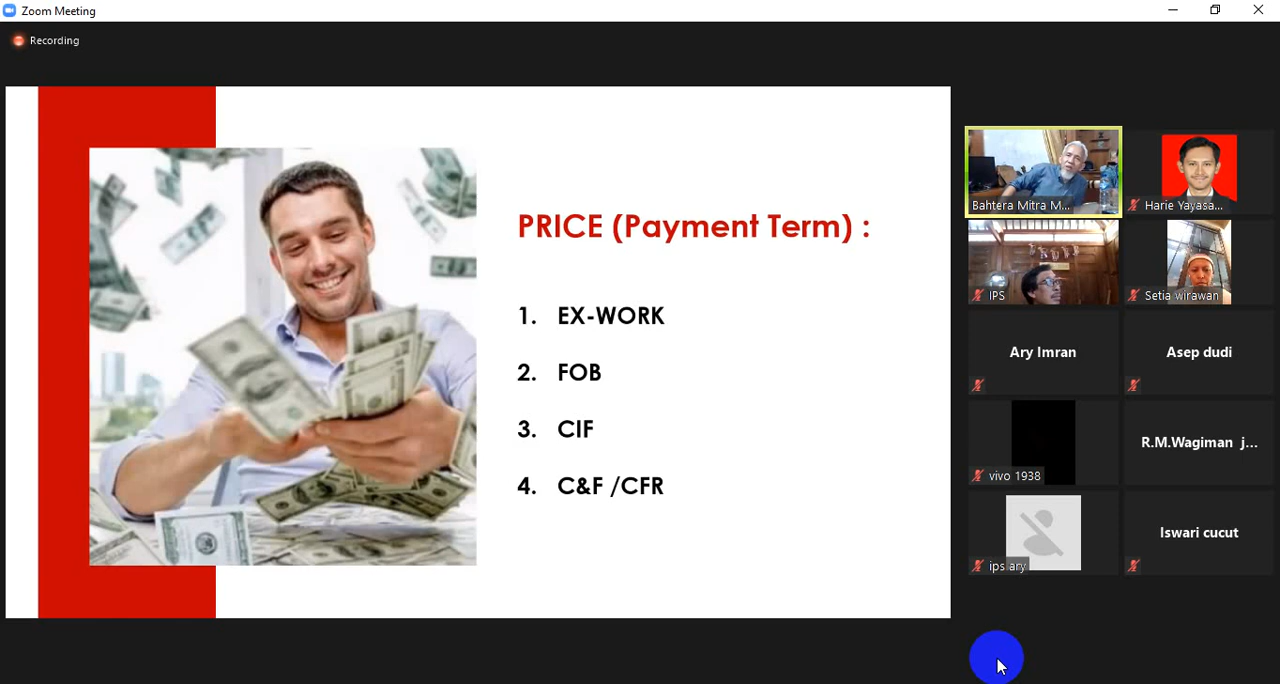 Zoom Meeting
Recording
PRICE (Payment Term) :
1. EX-WORK
2. FOB
3. CIF
4. C&F /CFR
Bahtera Mitra M...
Harie Yayasa...
IPS
Setia wirawan
Ary Imran
Asep dudi
vivo 1938
R.M.Wagiman j...
ips ary
Iswari cucut